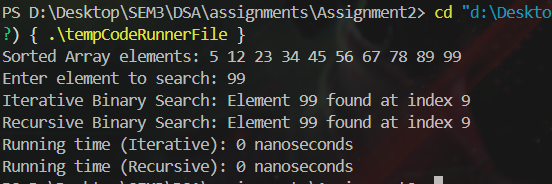 PS D:\Desktop\SEM3\DSA\assignments\Assignment2> cd "d:\Deskto
?) { .\tempCodeRunnerFile }
Sorted Array elements: 5 12 23 34 45 56 67 78 89 99
Enter element to search: 99
Iterative Binary Search: Element 99 found at index 9
Recursive Binary Search: Element 99 found at index 9
Running time (Iterative): 0 nanoseconds
Running time (Recursive): 0 nanoseconds